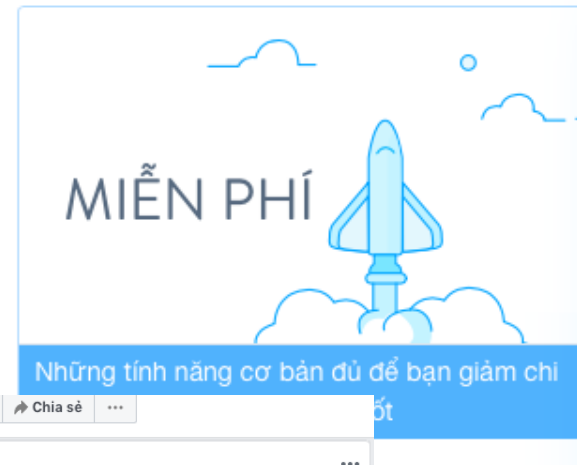 MIỄN PHÍ
Những tính năng cơ bản đủ để bạn giảm chi
Chia sẻ